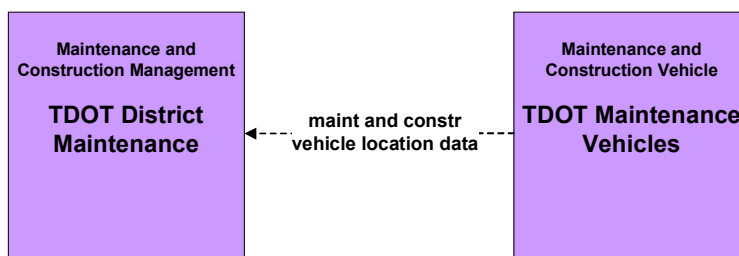 Maintenance and
Construction Management
TDOT District
Maintenance
maint and constr
vehicle location data
Maintenance and
Construction Vehicle
TDOT Maintenance
Vehicles